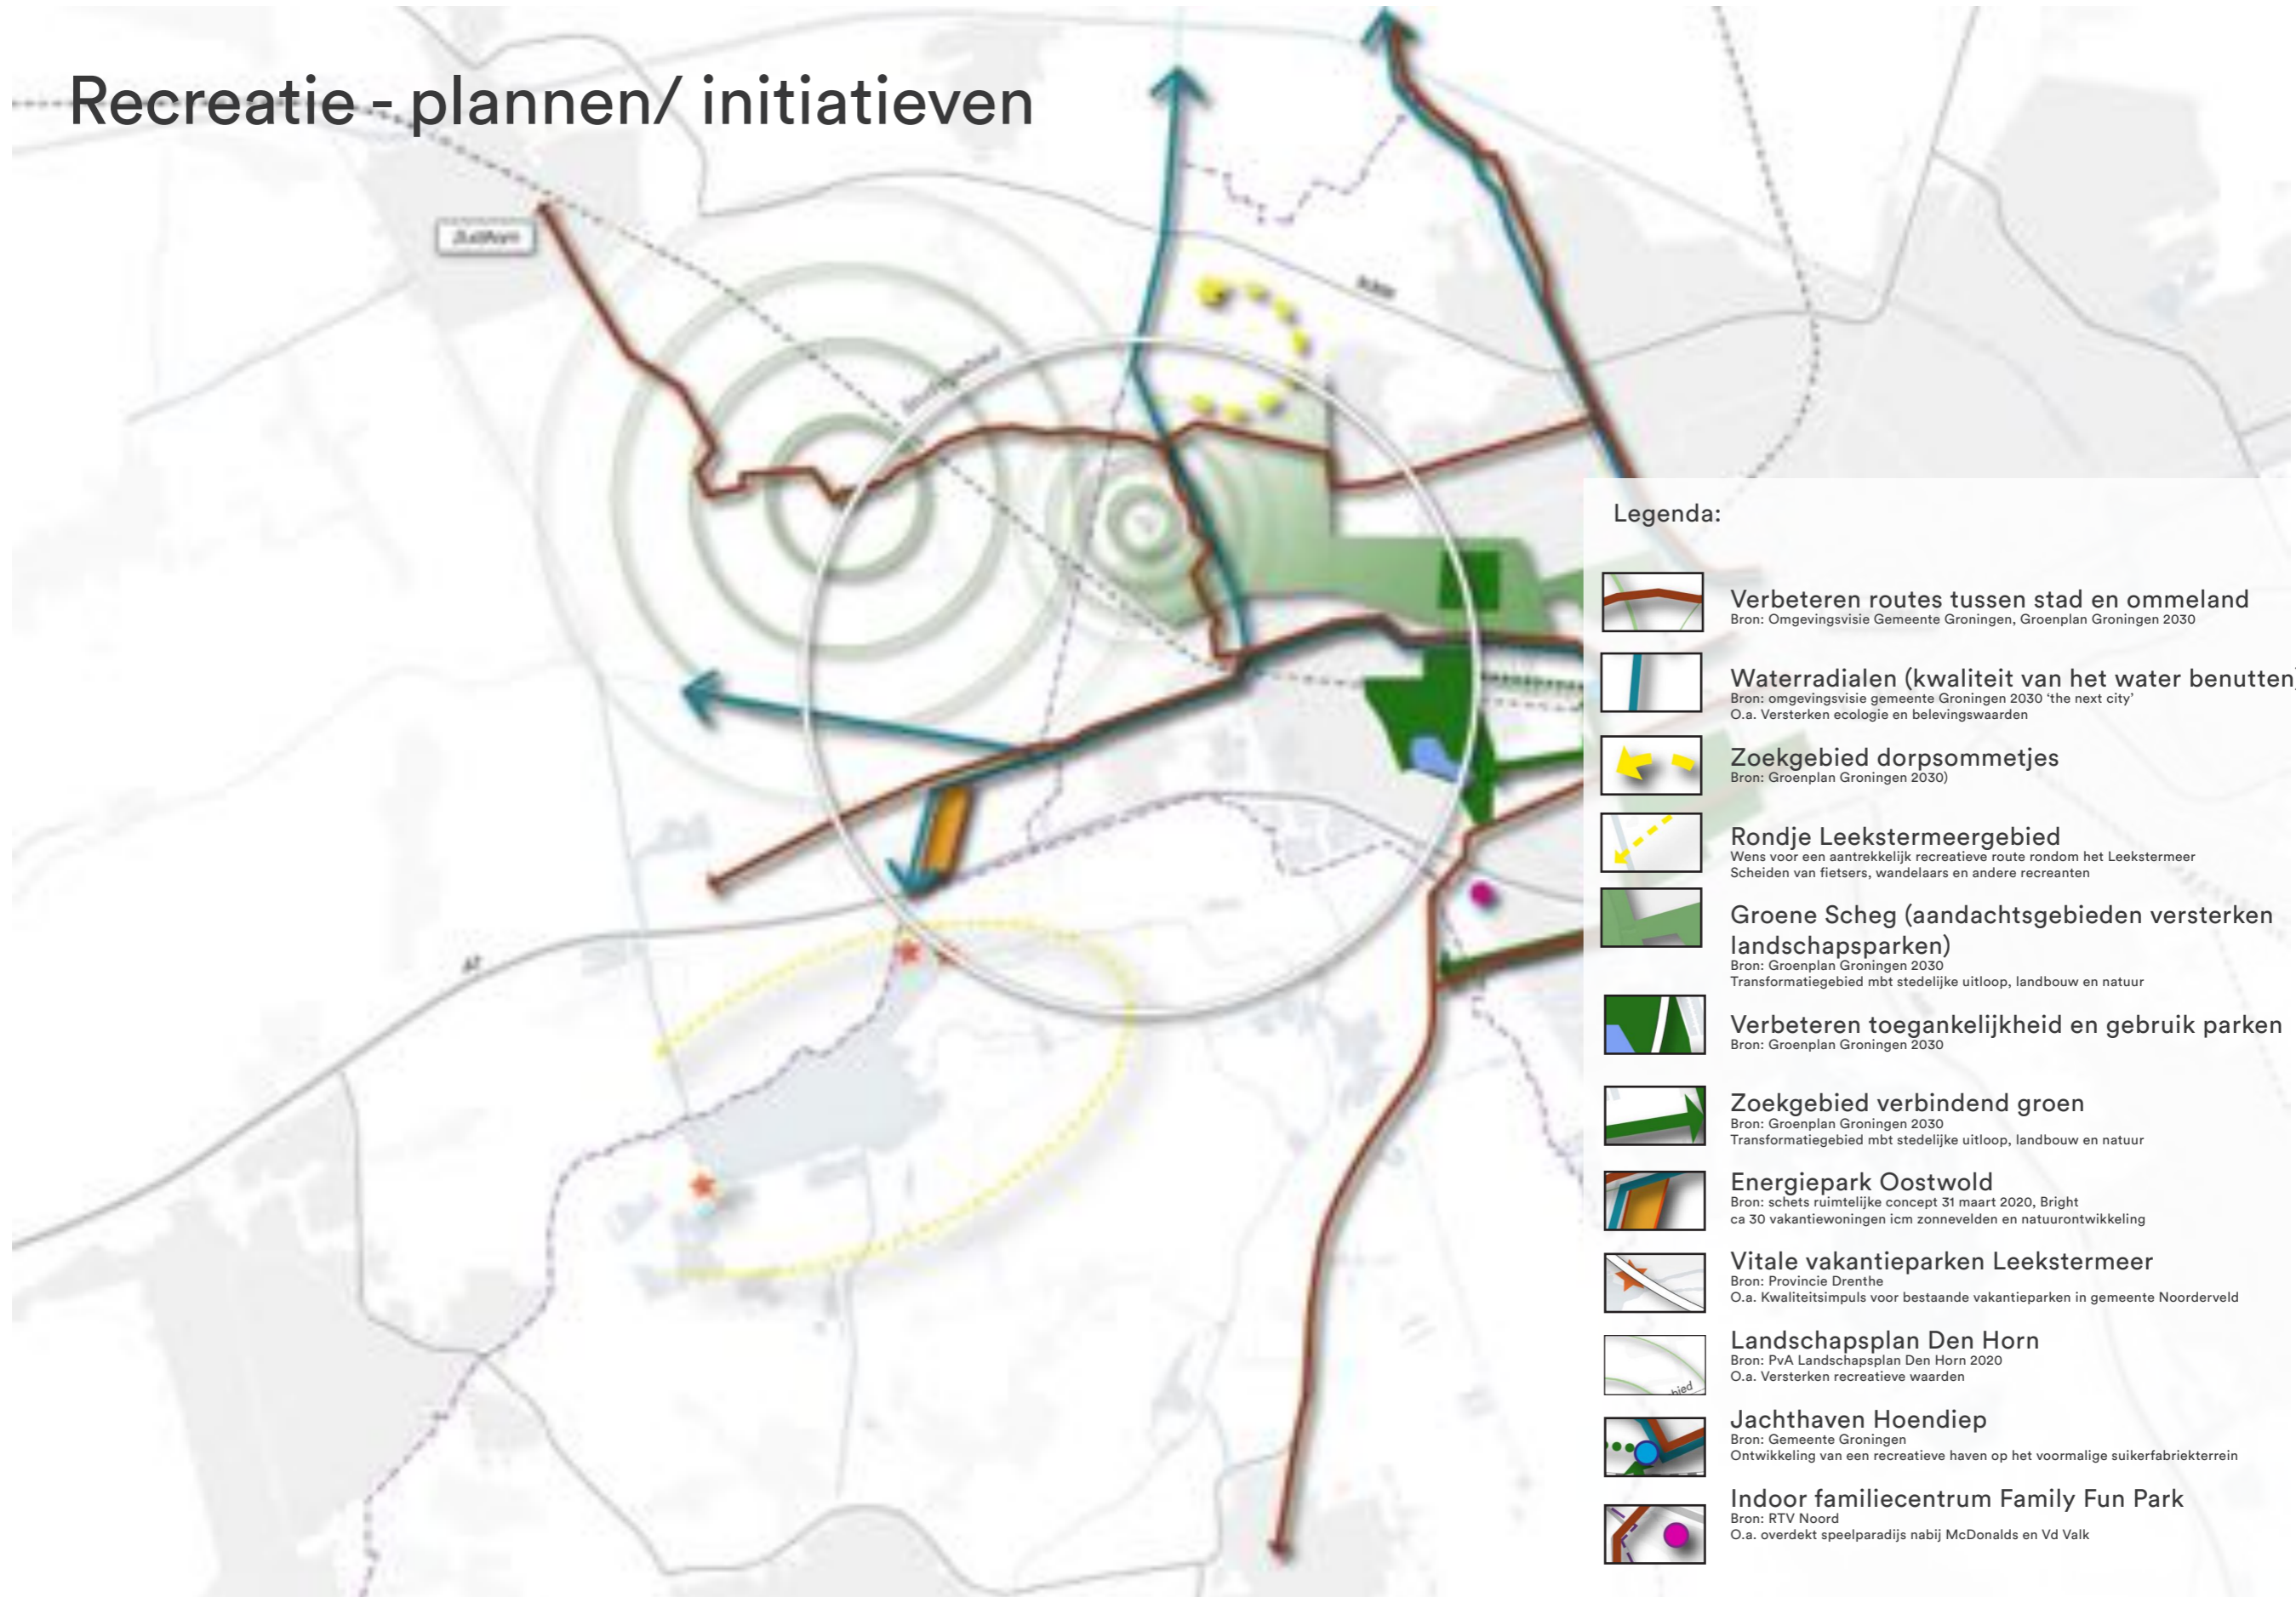 Recreatie - plannen/ initiatieven
Zuidhorn
A7
Legenda:
Verbeteren routes tussen stad en ommeland
Bron: Omgevingsvisie Gemeente Groningen, Groenplan Groningen 2030
Waterradialen (kwaliteit van het water benutten)
Bron: omgevingsvisie gemeente Groningen 2030 ‘the next city’
O.a. Versterken ecologie en belevingswaarden
Zoekgebied dorpsommetjes
Bron: Groenplan Groningen 2030)
Rondje Leekstermeergebied
Wens voor een aantrekkelijk recreatieve route rondom het Leekstermeer
Scheiden van fietsers, wandelaars en andere recreanten
Groene Scheg (aandachtsgebieden versterken
landschapsparken)
Bron: Groenplan Groningen 2030
Transformatiegebied mbt stedelijke uitloop, landbouw en natuur
Verbeteren toegankelijkheid en gebruik parken
Bron: Groenplan Groningen 2030
Zoekgebied verbindend groen
Bron: Groenplan Groningen 2030
Transformatiegebied mbt stedelijke uitloop, landbouw en natuur
Energiepark Oostwold
Bron: schets ruimtelijke concept 31 maart 2020, Bright
ca 30 vakantiewoningen icm zonnevelden en natuurontwikkeling
Vitale vakantieparken Leekstermeer
Bron: Provincie Drenthe
O.a. Kwaliteitsimpuls voor bestaande vakantieparken in gemeente Noorderveld
Landschapsplan Den Horn
Bron: PvA Landschapsplan Den Horn 2020
O.a. Versterken recreatieve waarden
bied
Jachthaven Hoendiep
Bron: Gemeente Groningen
Ontwikkeling van een recreatieve haven op het voormalige suikerfabriekterrein
Indoor familiecentrum Family Fun Park
Bron: RTV Noord
O.a. overdekt speelparadijs nabij McDonalds en Vd Valk